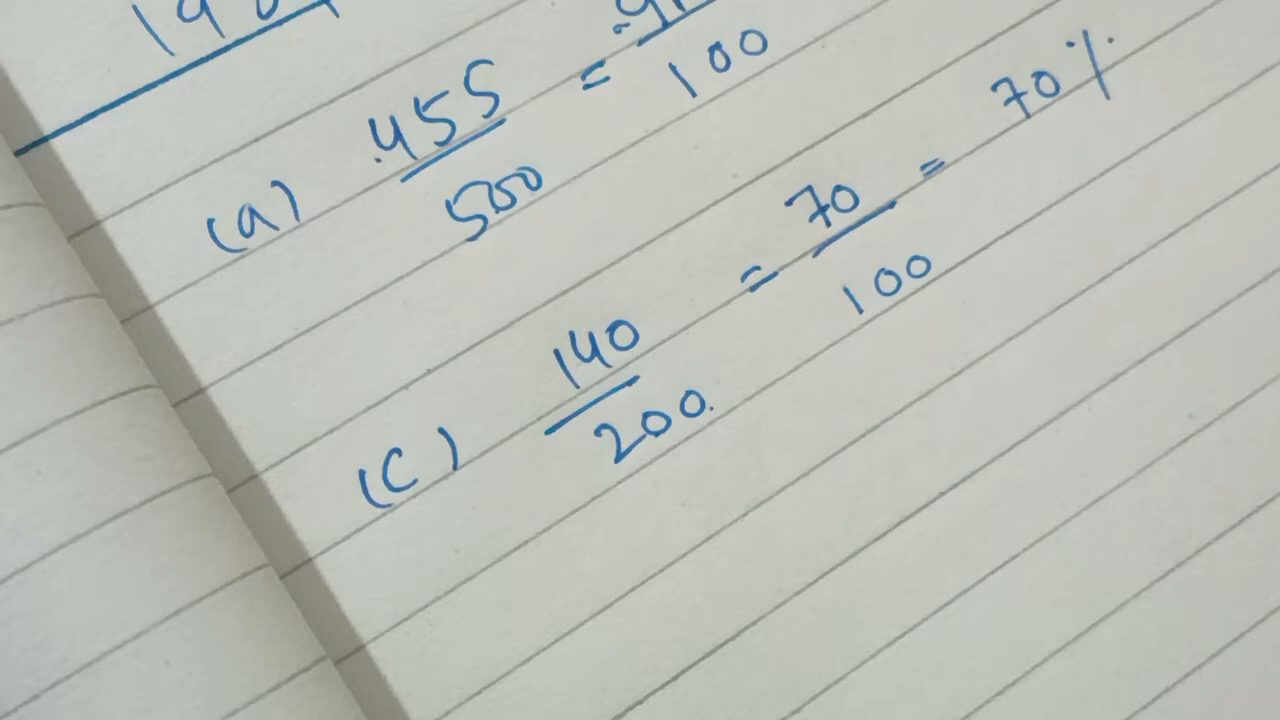 (a) .455/500 = /100
(C) 140/200. = 70/100 = 70%